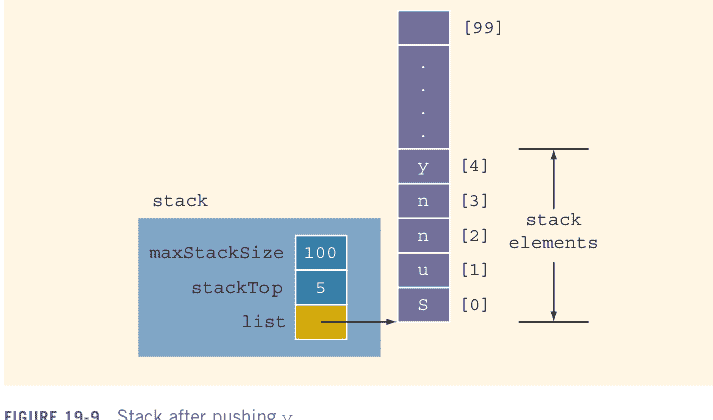 [99]
.
.
.
.
y [4]
n [3]
n [2]
u [1]
S [0]
stack
elements
stack
maxStackSize 100
stackTop 5
list
FIGURE 19-9 Stack after pushing y